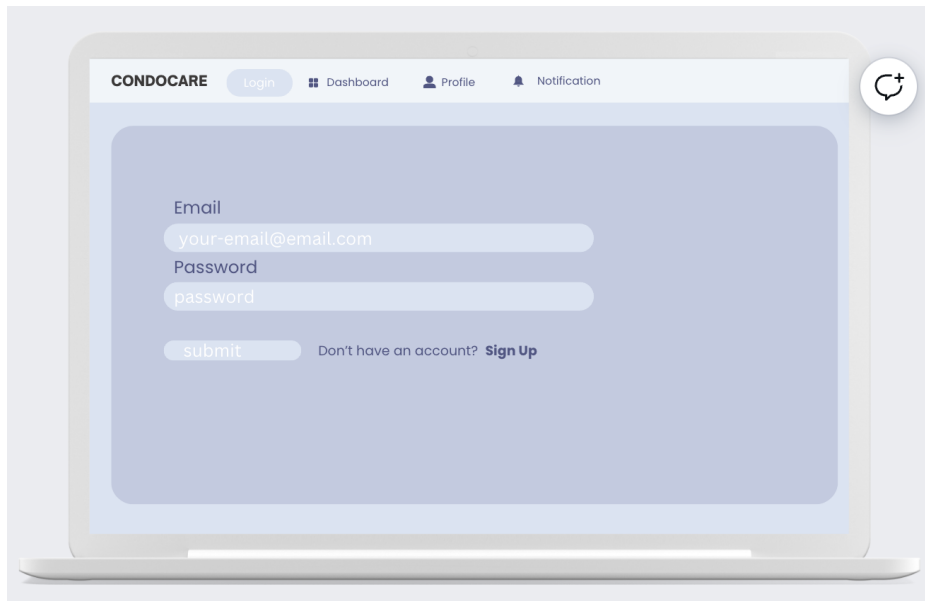 CONDOCARE Login Dashboard Profile Notification
Email
your-email@email.com
Password
password
submit Don't have an account? Sign Up